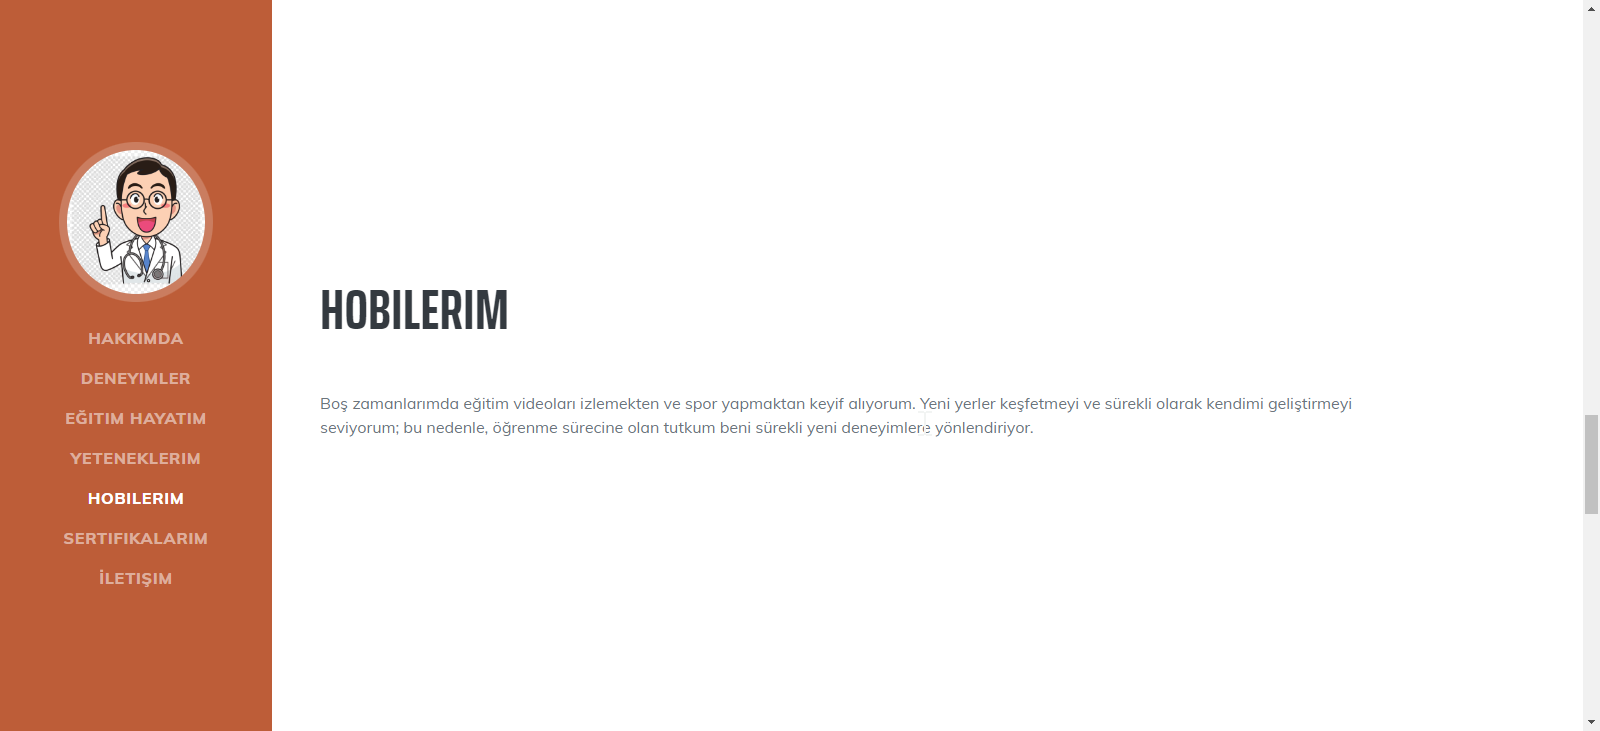 HAKKIMDA
DENEYIMLER
EĞITIM HAYATIM
YETENEKLERIM
HOBILERIM
SERTIFIKALARIM
İLETIŞIM
HOBILERIM
Boş zamanlarımda eğitim videoları izlemekten ve spor yapmaktan keyif alıyorum. Yeni yerler keşfetmeyi ve sürekli olarak kendimi geliştirmeyi
seviyorum; bu nedenle, öğrenme sürecine olan tutkum beni sürekli yeni deneyimlere yönlendiriyor.